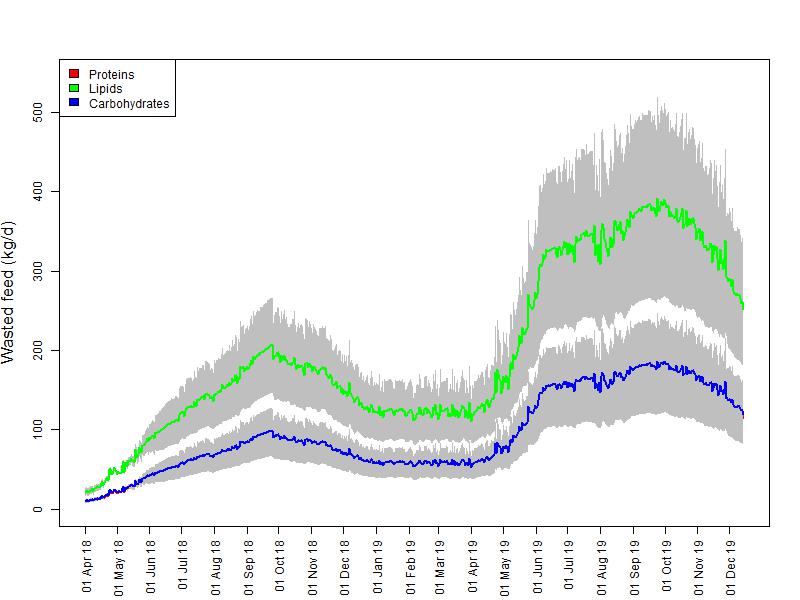 Proteins
Lipids
Carbohydrates
Wasted feed (kg/d)
500
400
300
200
100
0
01 Apr 18
01 May 18
01 Jun 18
01 Jul 18
01 Aug 18
01 Sep 18
01 Oct 18
01 Nov 18
01 Dec 18
01 Jan 19
01 Feb 19
01 Mar 19
01 Apr 19
01 May 19
01 Jun 19
01 Jul 19
01 Aug 19
01 Sep 19
01 Oct 19
01 Nov 19
01 Dec 19